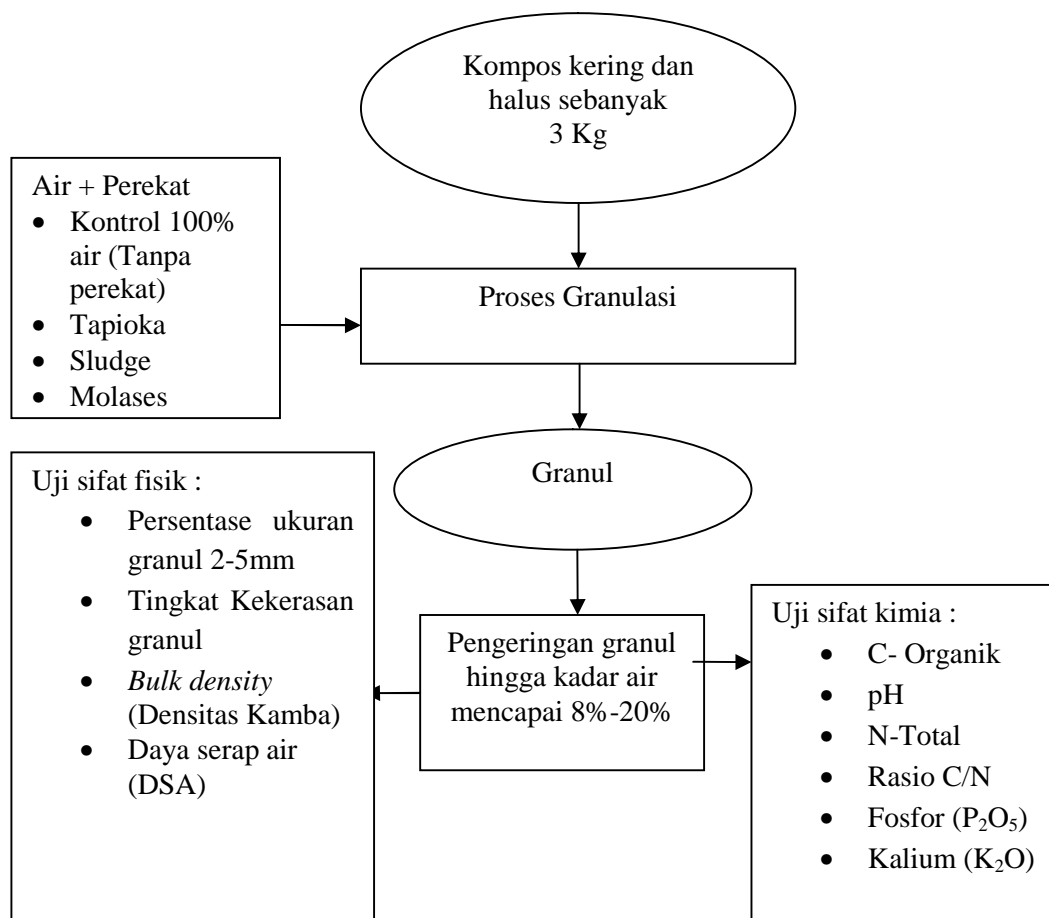 Kompos kering dan
halus sebanyak
3 Kg
Air + Perekat
• Kontrol 100%
air (Tanpa
perekat)
• Tapioka
• Sludge
• Molases
Proses Granulasi
Granul
Uji sifat fisik :
• Persentase ukuran
granul 2-5mm
• Tingkat Kekerasan
granul
• Bulk density
(Densitas Kamba)
• Daya serap air
(DSA)
Pengeringan granul
hingga kadar air
mencapai 8%-20%
Uji sifat kimia :
• C- Organik
• pH
• N-Total
• Rasio C/N
• Fosfor (P₂O₅)
• Kalium (K₂O)